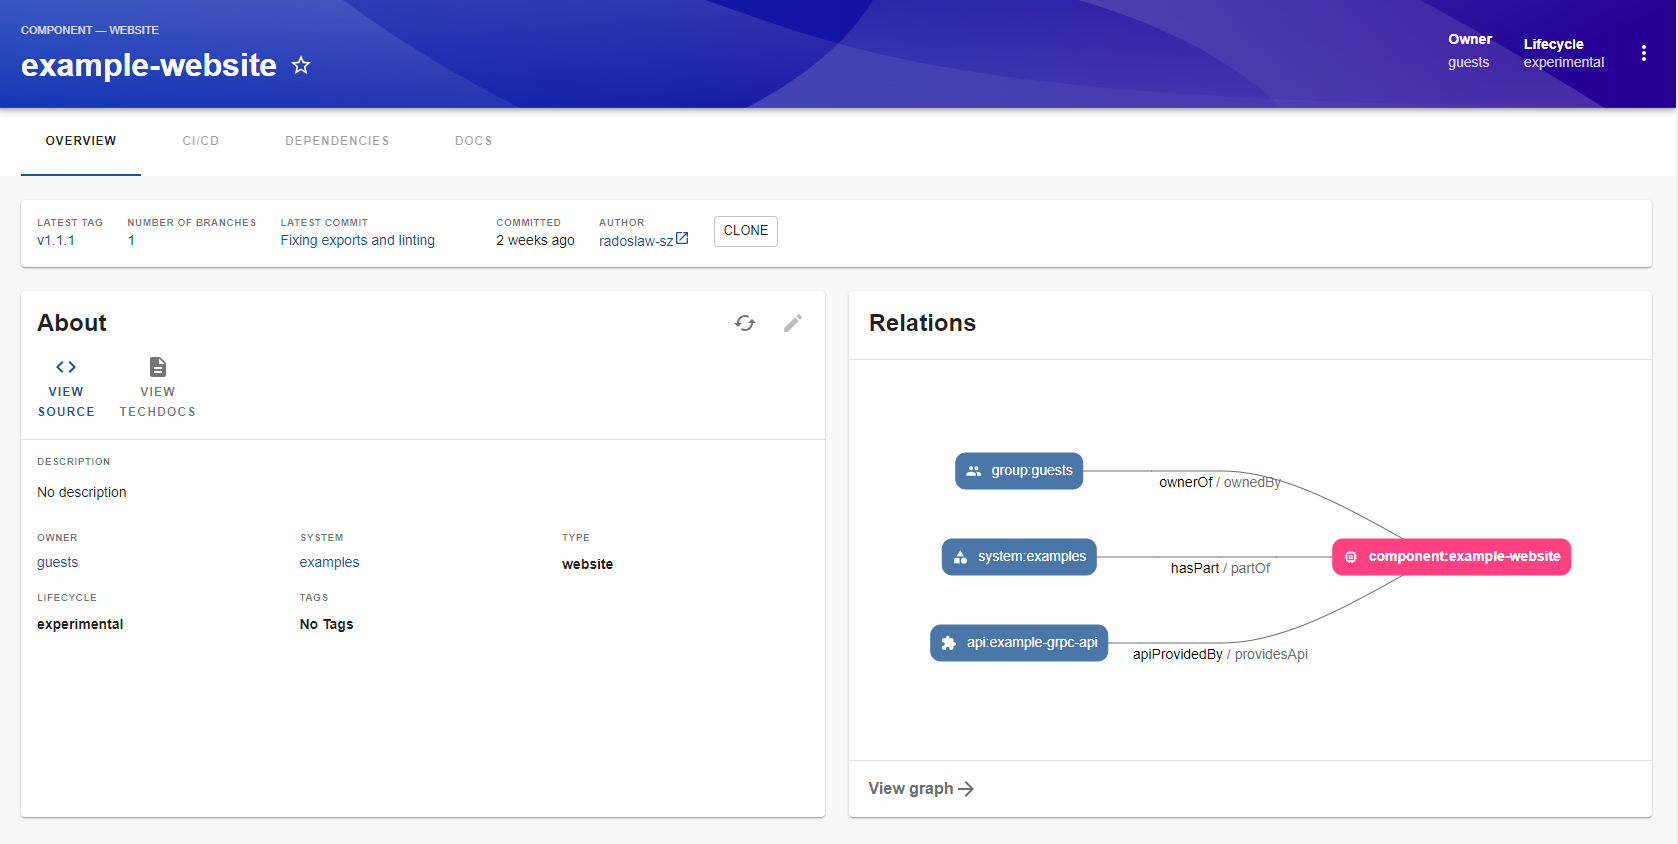 COMPONENT — WEBSITE
example-website
Owner
guests
Lifecycle
experimental
OVERVIEW
CI/CD
DEPENDENCIES
DOCS
LATEST TAG
v1.1.1
NUMBER OF BRANCHES
1
LATEST COMMIT
Fixing exports and linting
COMMITTED
2 weeks ago
AUTHOR
radoslaw-sz
CLONE
About
VIEW
SOURCE
VIEW
TECHDOCS
DESCRIPTION
No description
OWNER
guests
SYSTEM
examples
TYPE
website
LIFECYCLE
experimental
TAGS
No Tags
Relations
group:guests
ownerOf / ownedBy
system:examples
hasPart / partOf
component:example-website
api:example-grpc-api
apiProvidedBy / providesApi
View graph